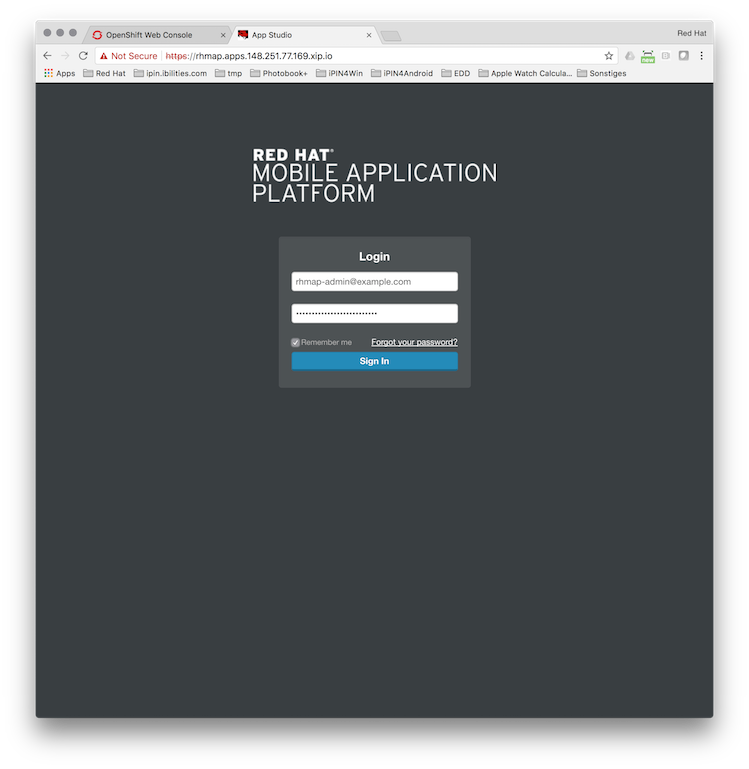 OpenShift Web Console
App Studio
Red Hat
Not Secure https://rhmap.apps.148.251.77.169.xip.io
new
Apps Red Hat ipin.ibilities.com tmp Photobook+ iPIN4Win iPIN4Android EDD Apple Watch Calcula... Sonstiges
RED HAT®
MOBILE APPLICATION
PLATFORM
Login
rhmap-admin@example.com
Remember me Forgot your password?
Sign In